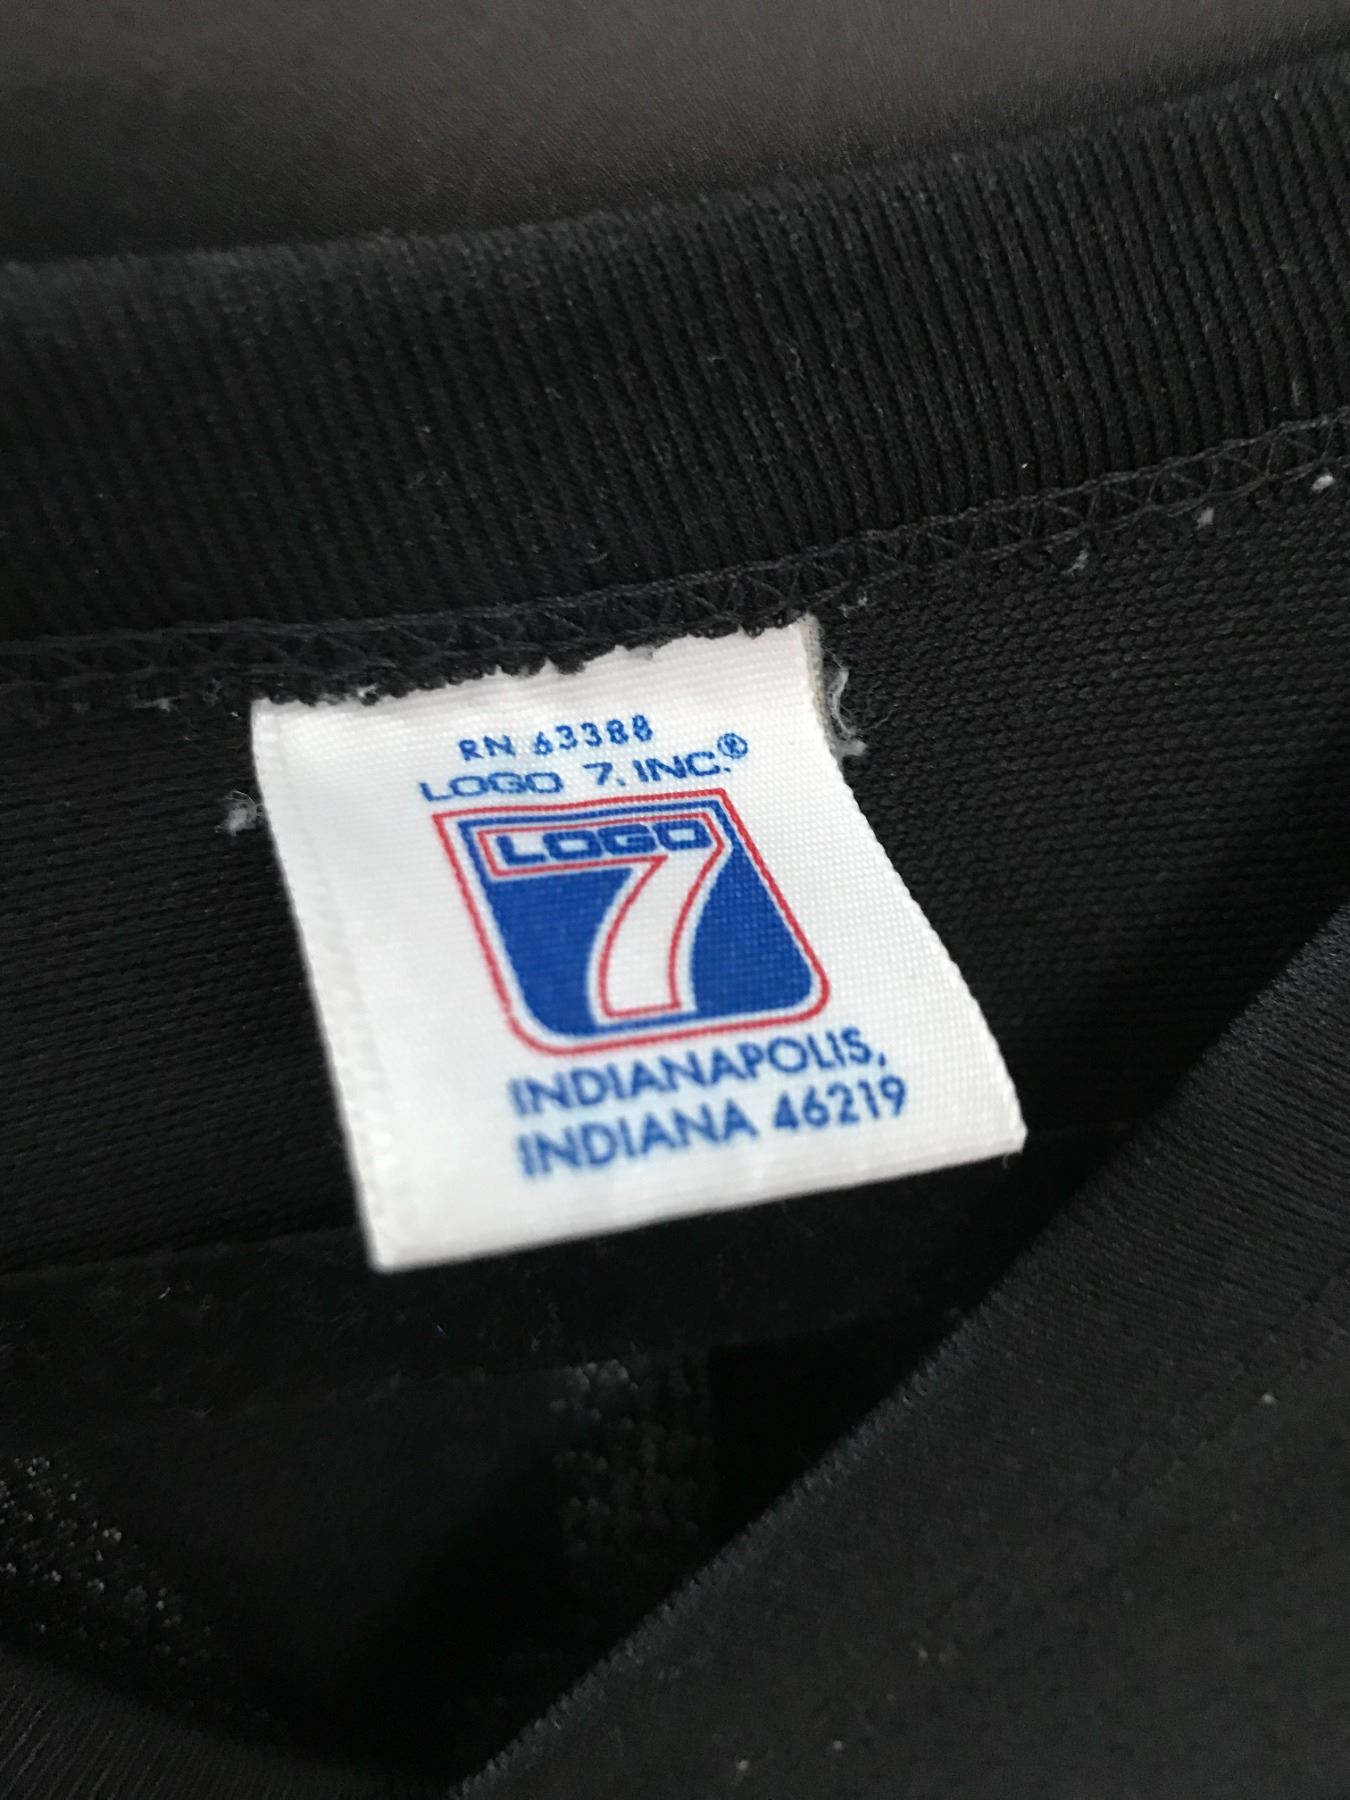 RN 63388
LOGO 7, INC.®
LOGO
7
INDIANAPOLIS,
INDIANA 46219